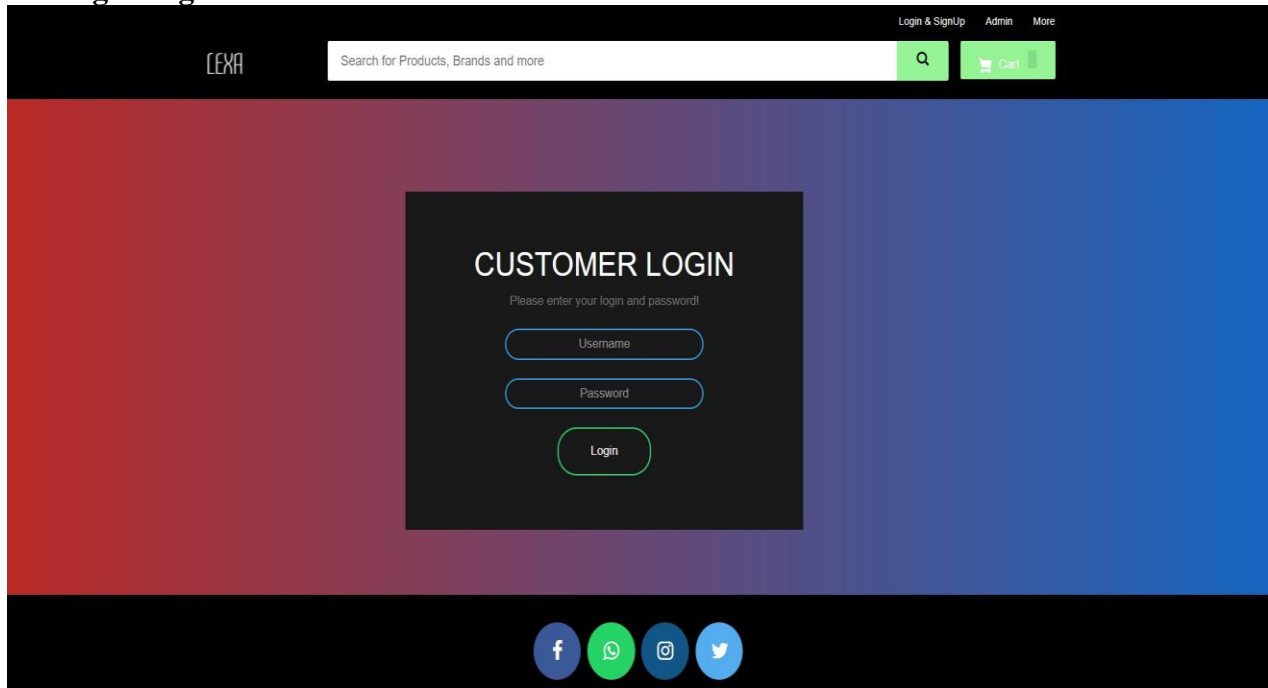 Login & SignUp Admin More
LEXA
Search for Products, Brands and more
Cart
CUSTOMER LOGIN
Please enter your login and password!
Username
Password
Login